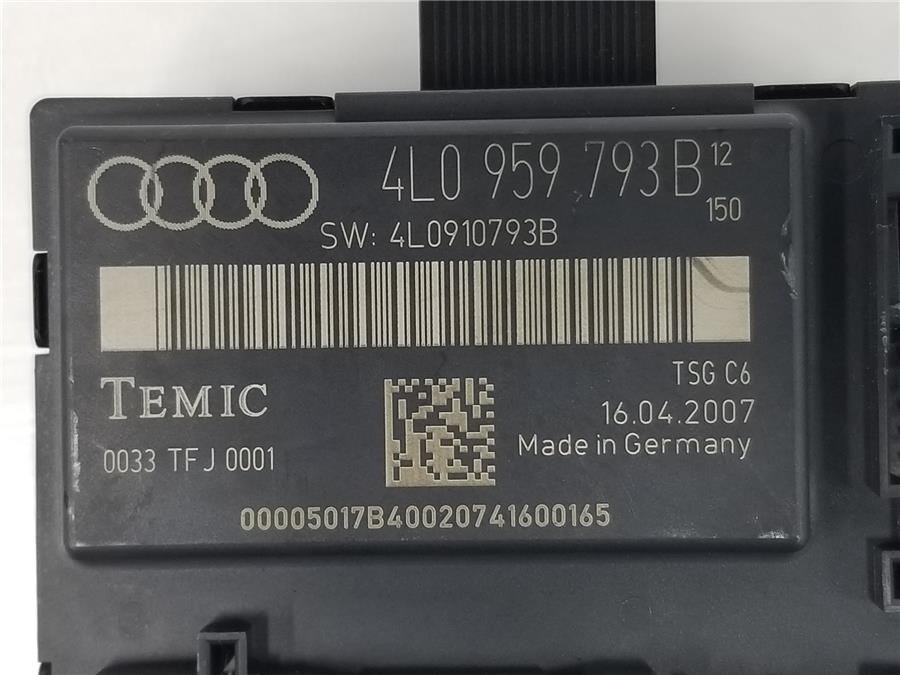 4L0 959 793B 12
150
SW: 4L0910793B
TEMIC
TSG C6
16.04.2007
0033 TFJ 0001
Made in Germany
00005017B40020741600165